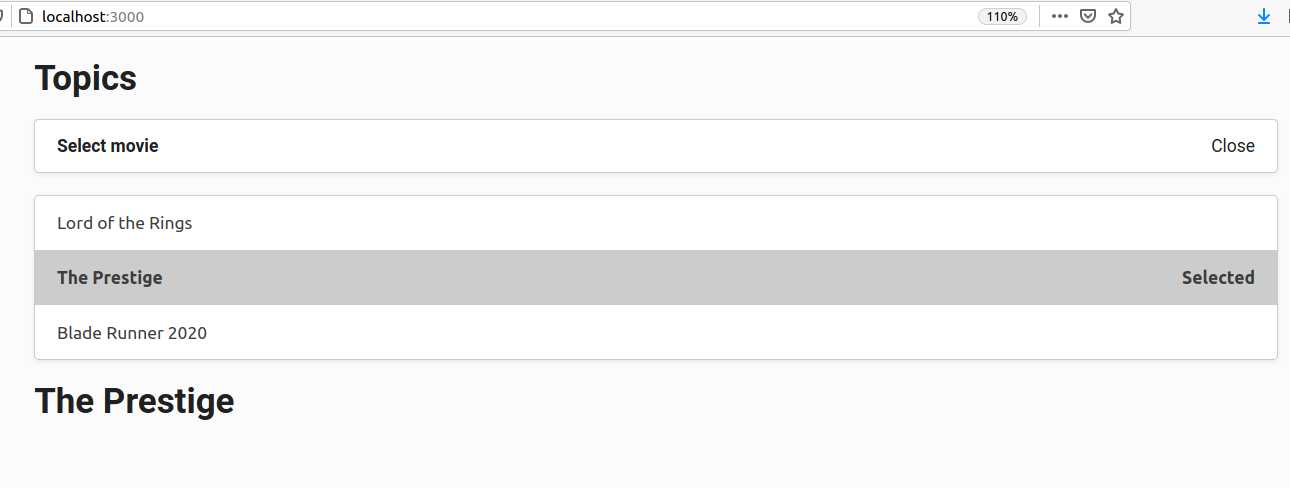 localhost:3000 110%
Topics
Select movie Close
Lord of the Rings
The Prestige Selected
Blade Runner 2020
The Prestige